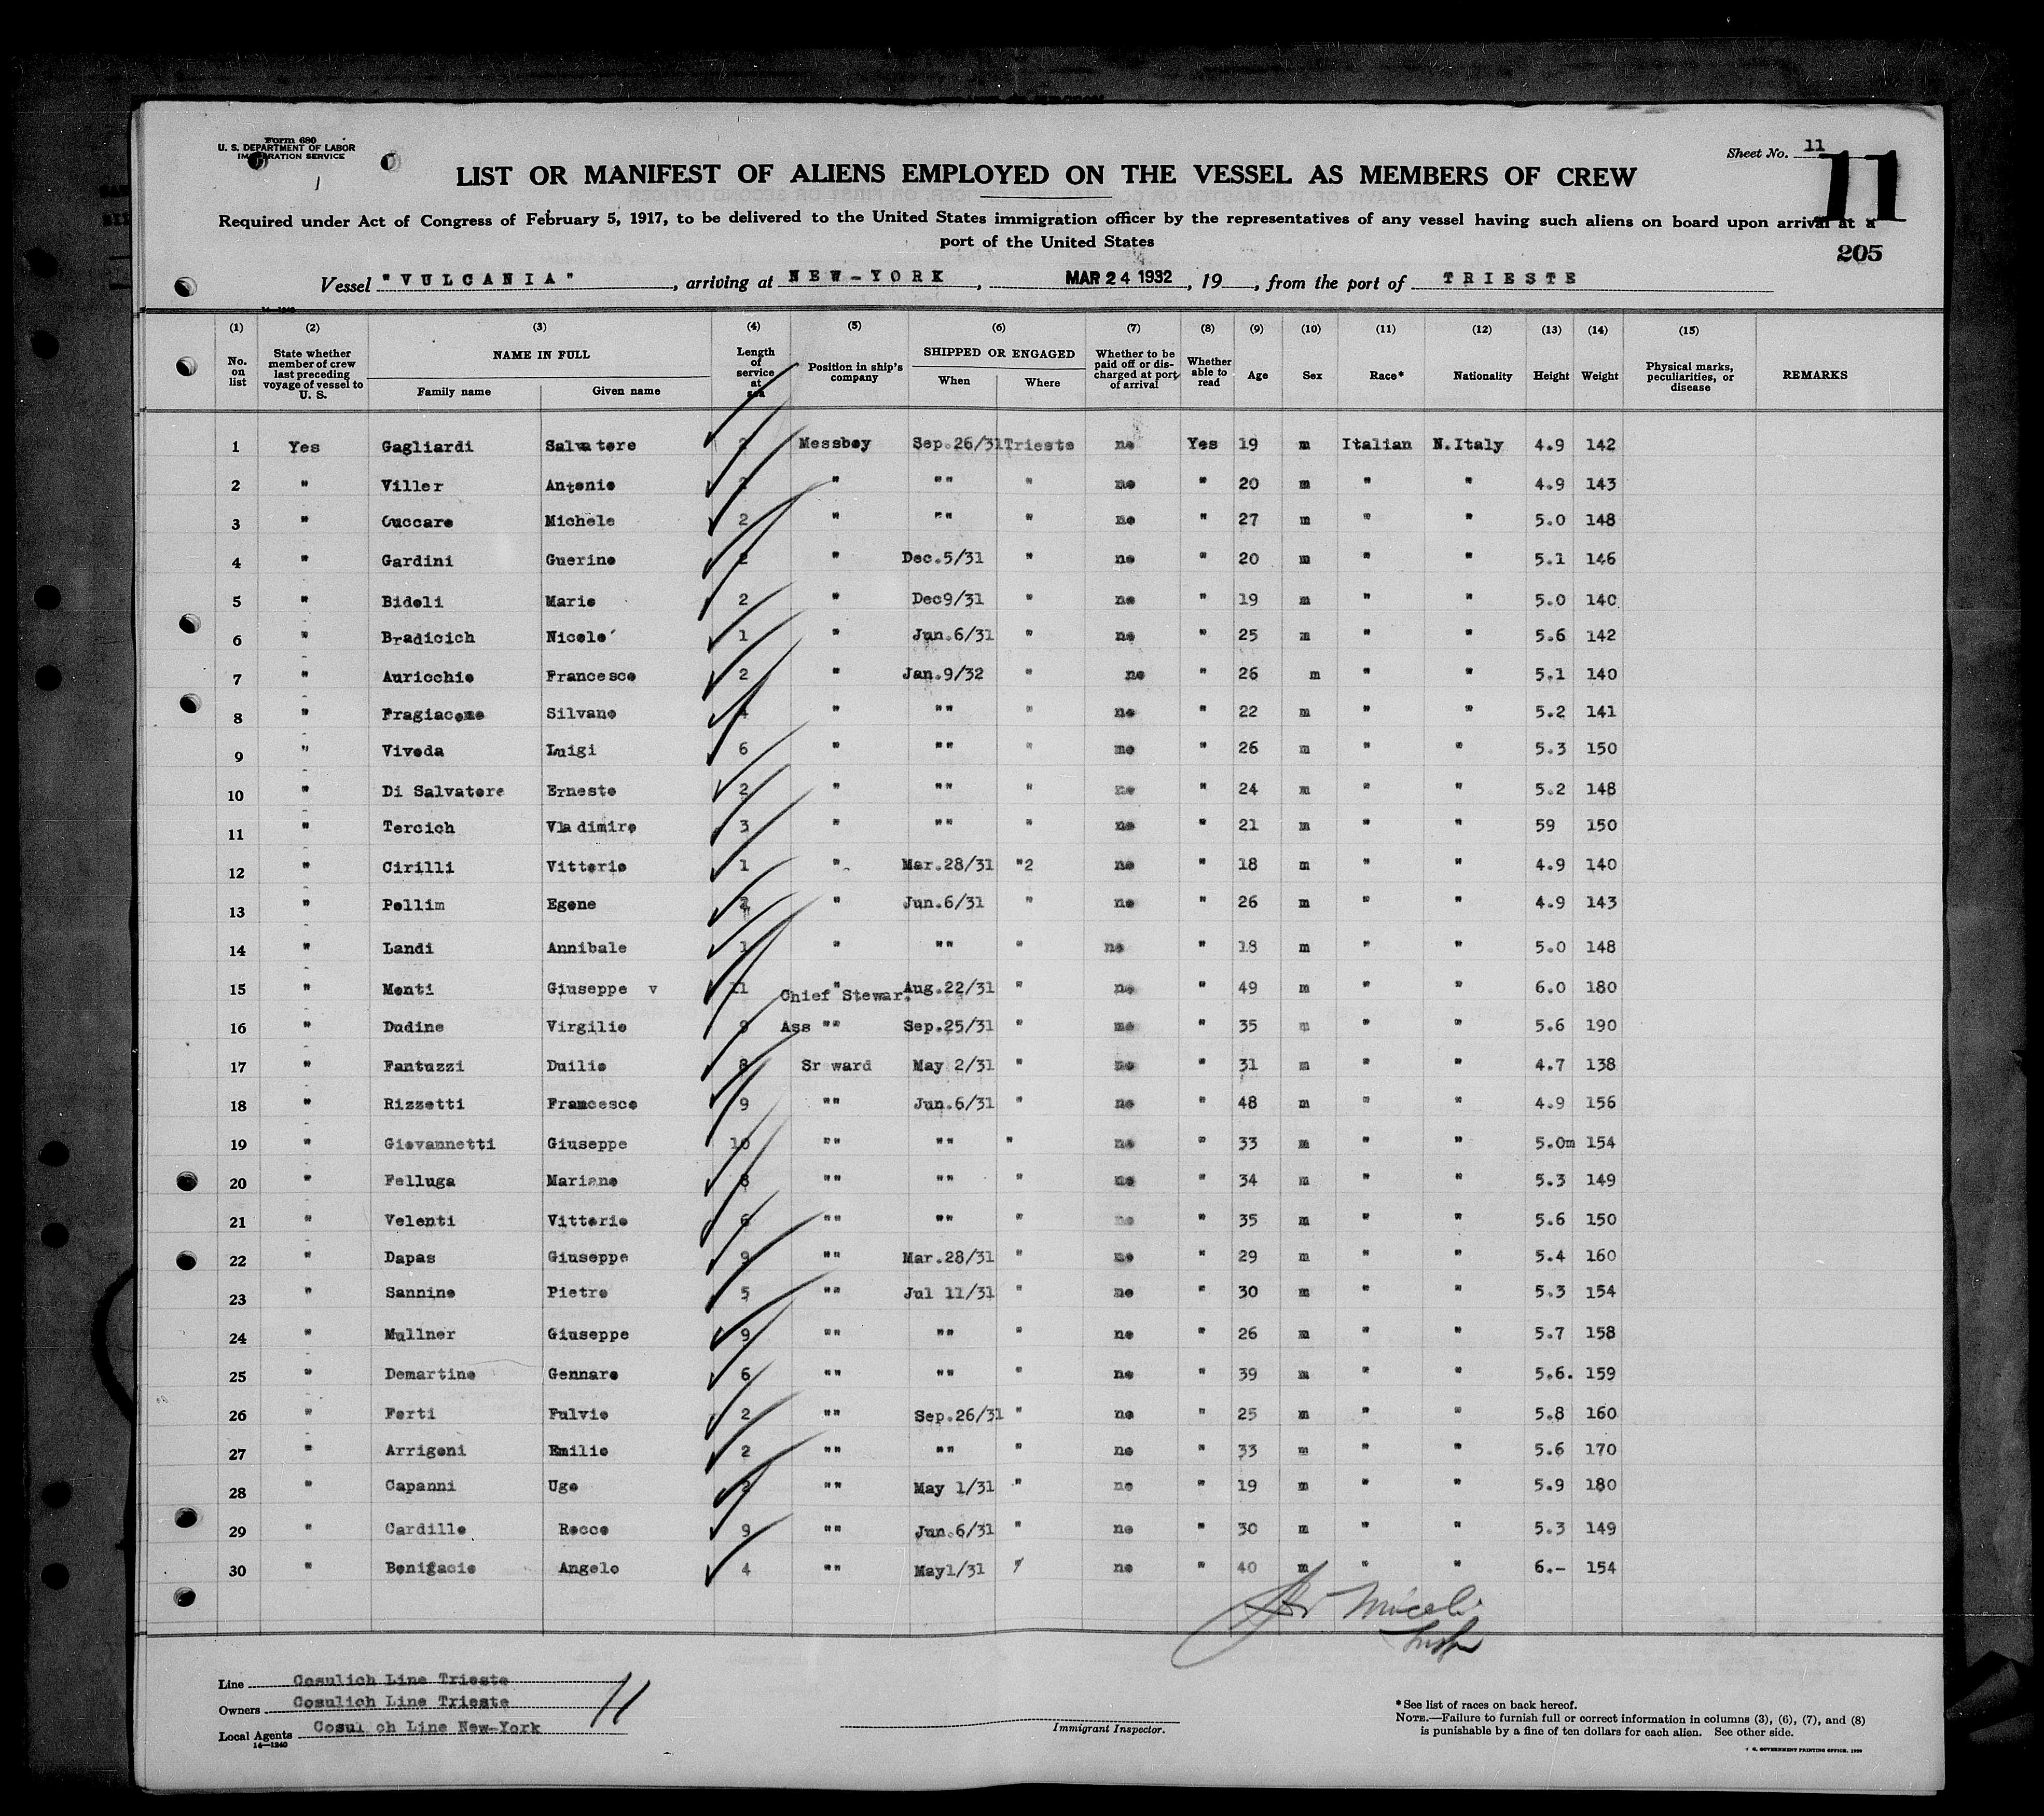 Form 680
U. S. DEPARTMENT OF LABOR
IMMIGRATION SERVICE
Sheet No. 11
11
LIST OR MANIFEST OF ALIENS EMPLOYED ON THE VESSEL AS MEMBERS OF CREW
Required under Act of Congress of February 5, 1917, to be delivered to the United States immigration officer by the representatives of any vessel having such aliens on board upon arrival at a
port of the United States
205
Vessel "VULCANIA", arriving at NEW-YORK, MAR 24 1932, 19, from the port of TRIESTE
(1) (2) (3) (4) (5) (6) (7) (8) (9) (10) (11) (12) (13) (14) (15)
No. on list State whether member of crew last preceding voyage of vessel to U. S. NAME IN FULL Family name Given name Length of service at sea Position in ship's company SHIPPED OR ENGAGED When Where Whether to be paid off or discharged at port of arrival Whether able to read Age Sex Race* Nationality Height Weight Physical marks, peculiarities, or disease REMARKS
1 Yes Gagliardi Salvatore 2 Messboy Sep.26/31 Trieste no Yes 19 m Italian N.Italy 4.9 142
2 " Viller Antonio " "" " no " 20 m " " 4.9 143
3 " Cuccare Michele 2 " "" " no " 27 m " " 5.0 148
4 " Gardini Guerino 2 " Dec.5/31 " no " 20 m " " 5.1 146
5 " Bidoli Mario 2 " Dec9/31 " no " 19 m " " 5.0 140
6 " Bradicich Nicolo' 1 " Jun.6/31 " no " 25 m " " 5.6 142
7 " Auricchio Francesco 2 " Jan.9/32 " no " 26 m " " 5.1 140
8 " Fragiacomo Silvano 4 " "" " no " 22 m " " 5.2 141
9 " Viveda Luigi 6 " "" " no " 26 m " " 5.3 150
10 " Di Salvatore Ernesto 2 " "" " no " 24 m " " 5.2 148
11 " Tercich Vladimiro 3 " "" " no " 21 m " " 59 150
12 " Cirilli Vittorio 1 " Mar.28/31 "2 no " 18 m " " 4.9 140
13 " Pellim Egone 2 " Jun.6/31 " no " 26 m " " 4.9 143
14 " Landi Annibale 1 " "" " no " 18 m " " 5.0 148
15 " Monti Giuseppe v 11 " Chief Stewar. Aug.22/31 " no " 49 m " " 6.0 180
16 " Dudine Virgilio 9 Ass "" Sep.25/31 " no " 35 m " " 5.6 190
17 " Fantuzzi Duilio 8 Sr ward May 2/31 " no " 31 m " " 4.7 138
18 " Rizzetti Francesco 9 "" Jun.6/31 " no " 48 m " " 4.9 156
19 " Giovannetti Giuseppe 10 "" "" " no " 33 m " " 5.0m 154
20 " Felluga Mariano 8 "" "" " no " 34 m " " 5.3 149
21 " Velenti Vittorio 6 "" "" " no " 35 m " " 5.6 150
22 " Dapas Giuseppe 9 "" Mar.28/31 " no " 29 m " " 5.4 160
23 " Sannino Pietro 5 "" Jul 11/31 " no " 30 m " " 5.3 154
24 " Mullner Giuseppe 9 "" "" " no " 26 m " " 5.7 158
25 " Demartino Gennaro 6 "" "" " no " 39 m " " 5.6. 159
26 " Forti Fulvio 2 "" Sep.26/31 " no " 25 m " " 5.8 160
27 " Arrigoni Emilio 2 "" "" " no " 33 m " " 5.6 170
28 " Capanni Ugo 2 "" May 1/31 " no " 19 m " " 5.9 180
29 " Cardillo Rocco 9 "" Jun.6/31 " no " 30 m " " 5.3 149
30 " Bonifacio Angelo 4 "" May1/31 " no " 40 m " " 6.- 154
Miceli
Insp
Line Cosulich Line Trieste
Owners Cosulich Line Trieste
Local Agents Cosul ch Line New-York
14—1240
11
Immigrant Inspector.
*See list of races on back hereof.
NOTE.—Failure to furnish full or correct information in columns (3), (6), (7), and (8)
is punishable by a fine of ten dollars for each alien. See other side.
GOVERNMENT PRINTING OFFICE